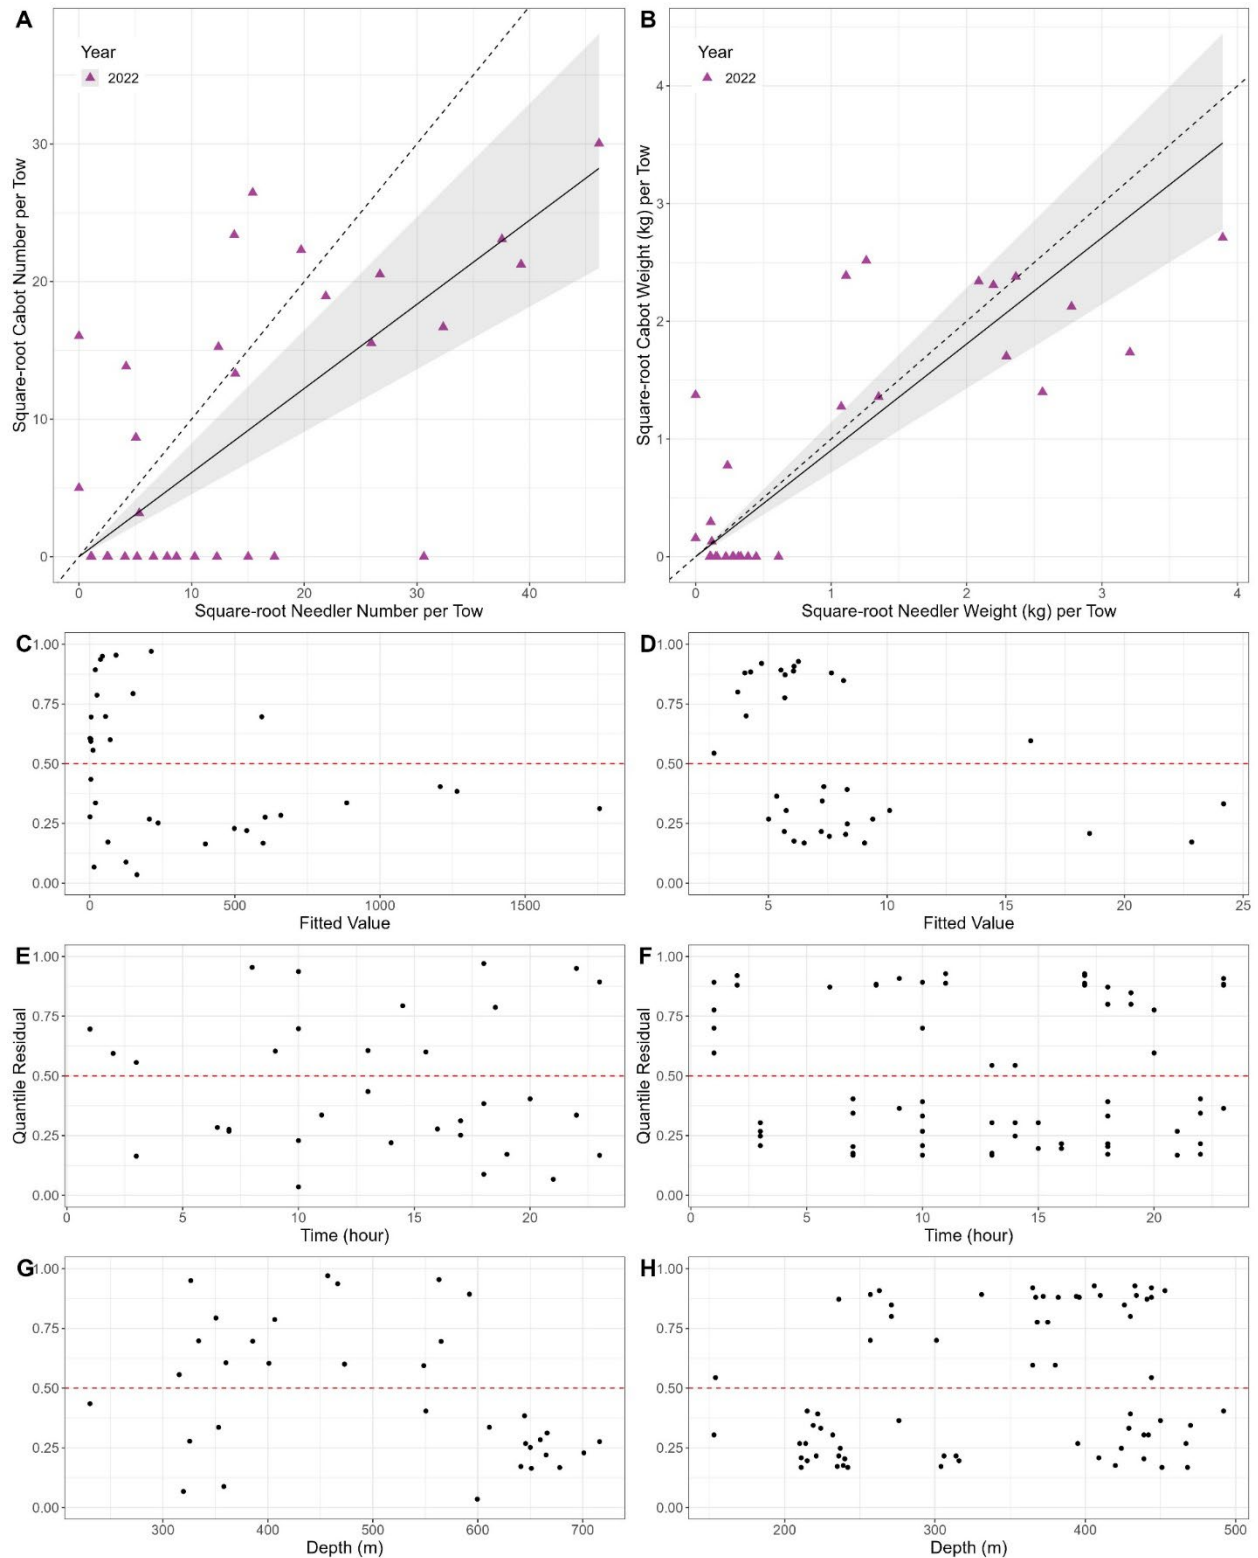 A
B
Year
2022
Year
2022
Square-root Cabot Number per Tow
30
20
10
0
0 10 20 30 40
Square-root Needler Number per Tow
Square-root Cabot Weight (kg) per Tow
4
3
2
1
0
0 1 2 3 4
Square-root Needler Weight (kg) per Tow
C
1.00
0.75
0.50
0.25
0.00
0 500 1000 1500
Fitted Value
D
1.00
0.75
0.50
0.25
0.00
5 10 15 20 25
Fitted Value
E
1.00
0.75
0.50
0.25
0.00
Quantile Residual
0 5 10 15 20
Time (hour)
F
1.00
0.75
0.50
0.25
0.00
Quantile Residual
5 10 15 20
Time (hour)
G
1.00
0.75
0.50
0.25
0.00
300 400 500 600 700
Depth (m)
H
1.00
0.75
0.50
0.25
0.00
200 300 400 500
Depth (m)